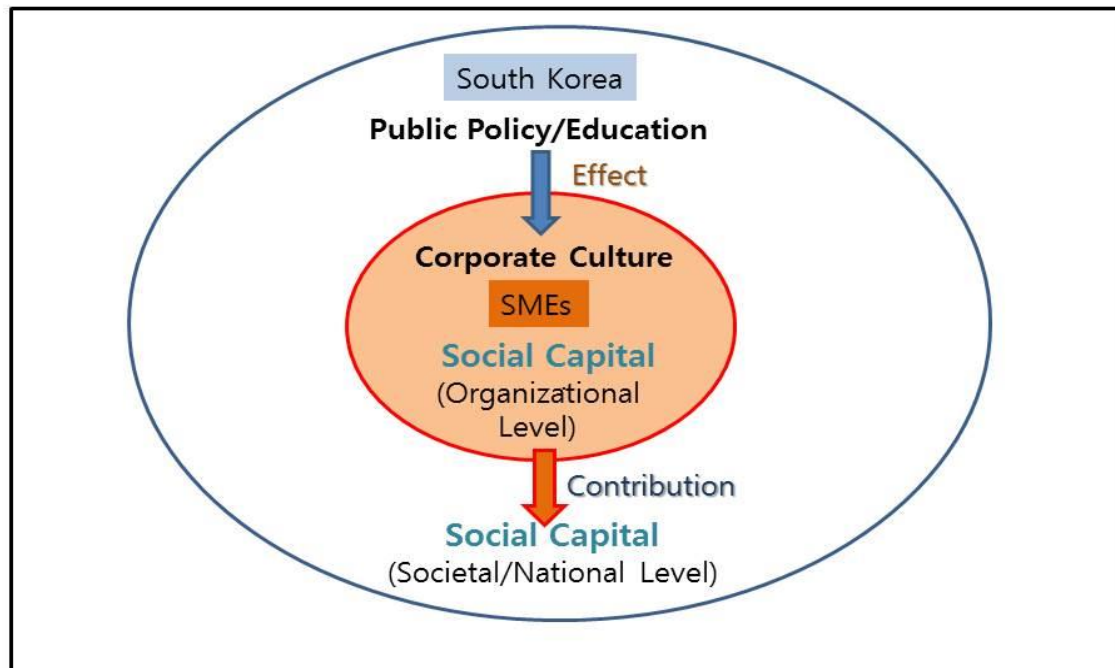 South Korea
Public Policy/Education
Effect
Corporate Culture
SMEs
Social Capital
(Organizational
Level)
Contribution
Social Capital
(Societal/National Level)